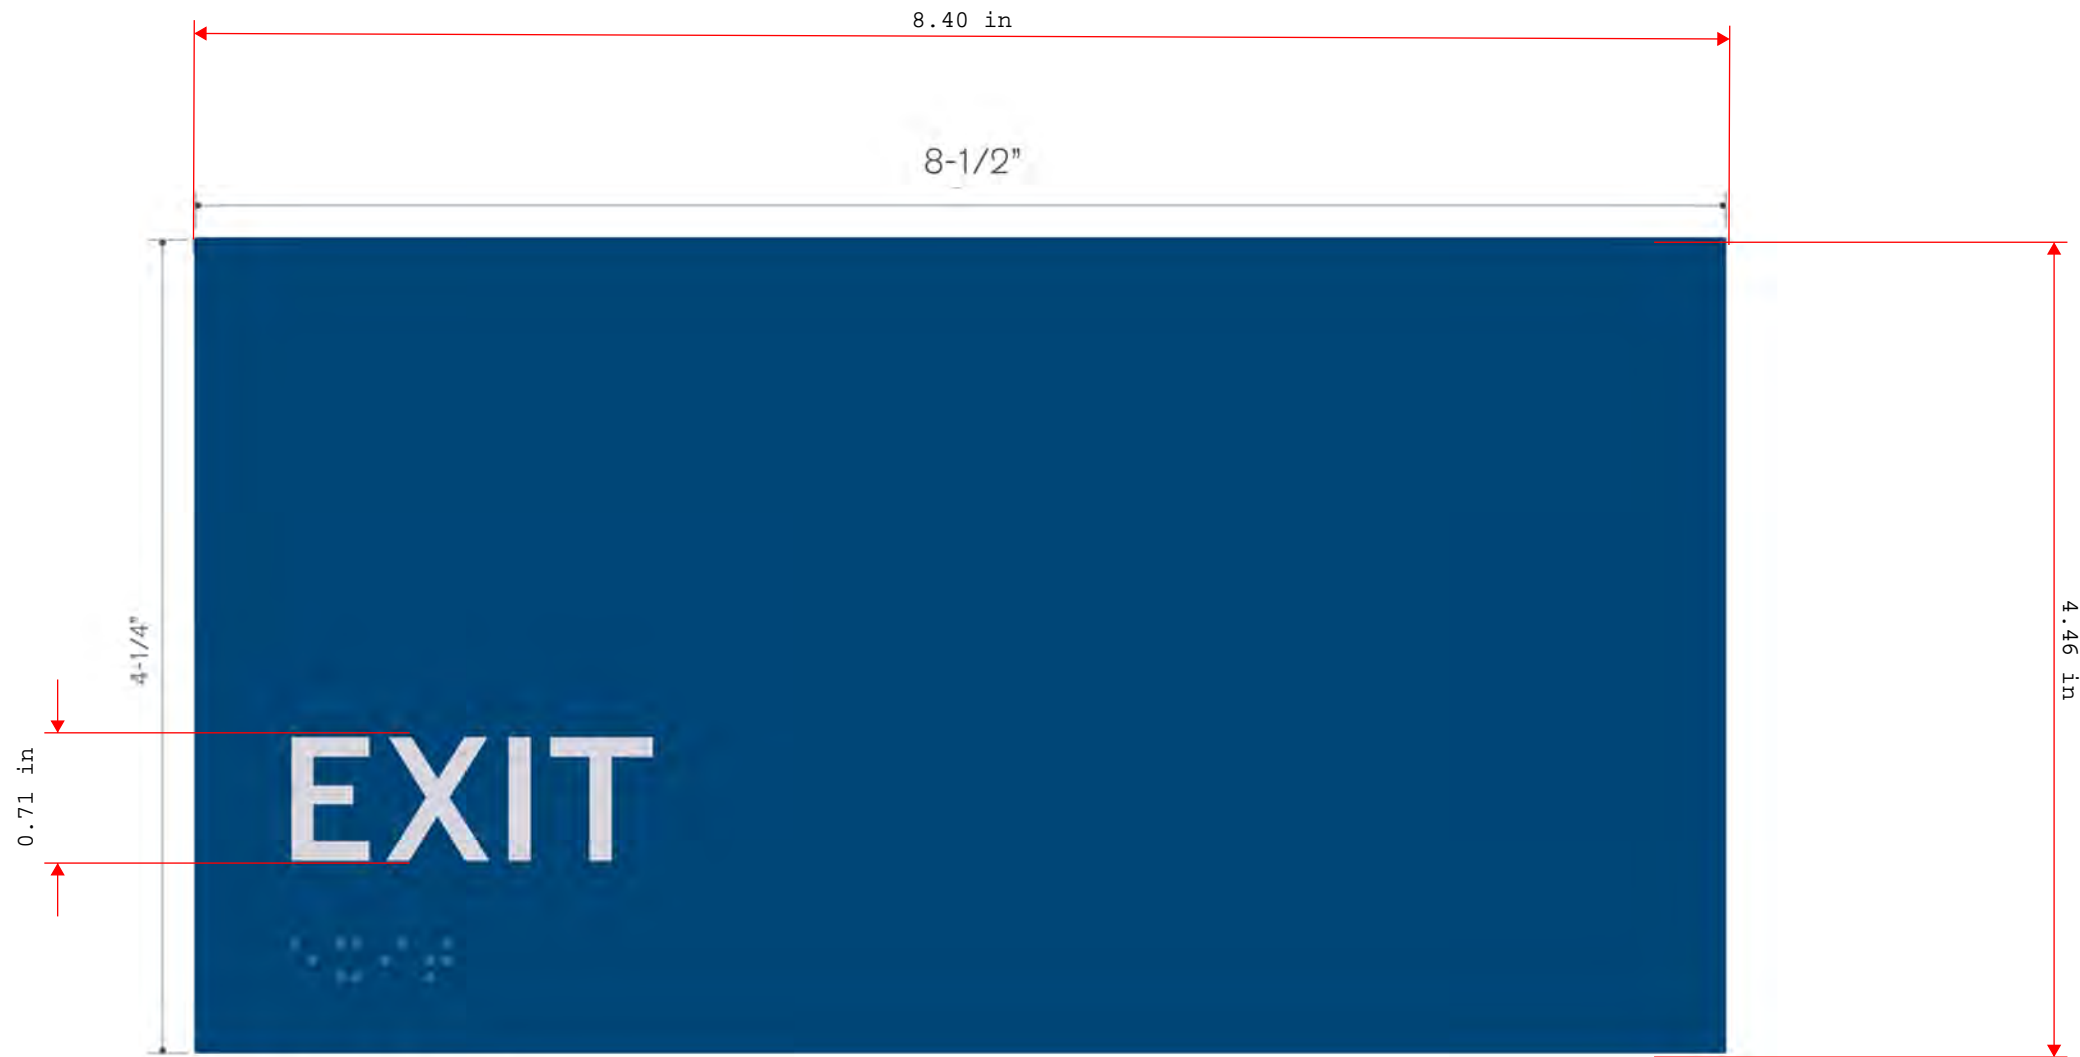 8.40 in
8-1/2"
4-1/4"
4.46 in
0.71 in
EXIT
⠑⠭⠊⠞